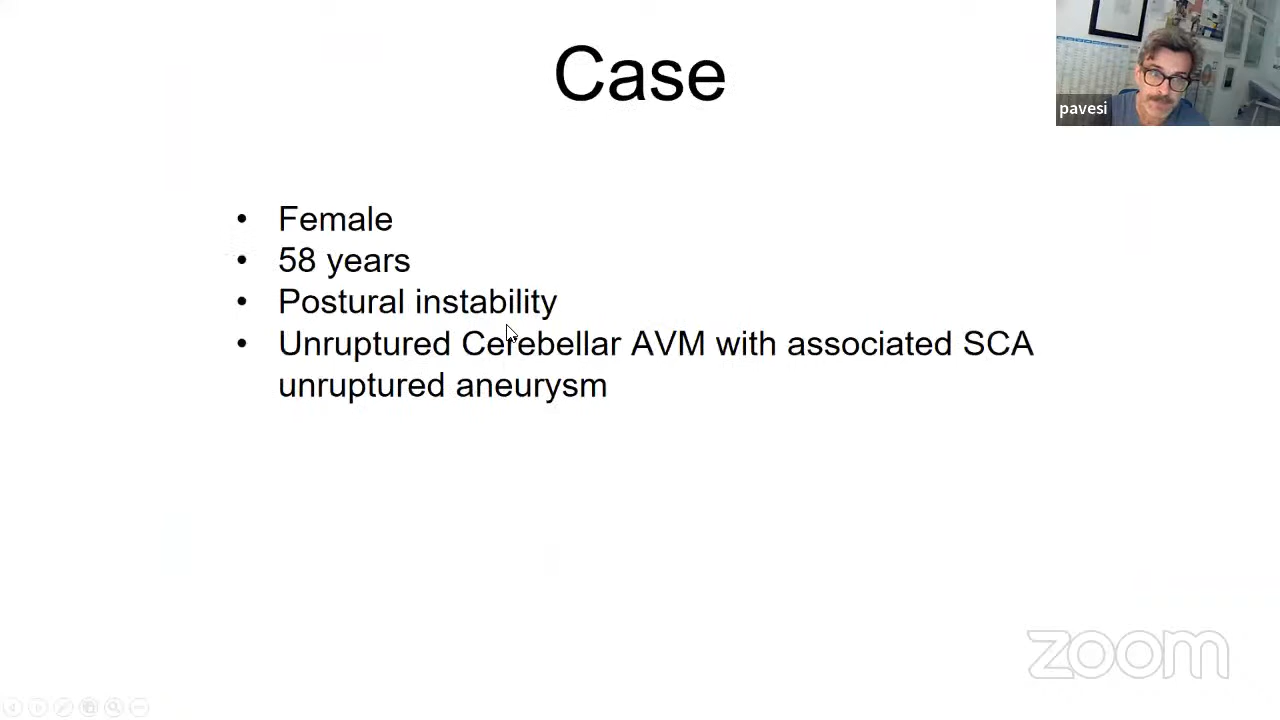 Case
pavesi
• Female
• 58 years
• Postural instability
• Unruptured Cerebellar AVM with associated SCA
unruptured aneurysm
zoom